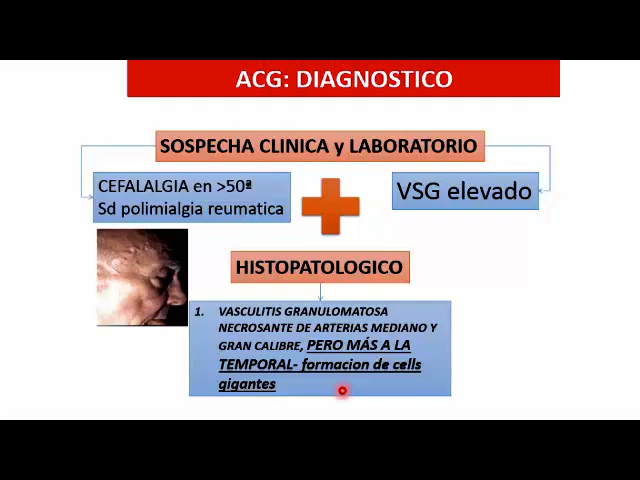 ACG: DIAGNOSTICO
SOSPECHA CLINICA y LABORATORIO
CEFALALGIA en >50ª
Sd polimialgia reumatica
VSG elevado
HISTOPATOLOGICO
1. VASCULITIS GRANULOMATOSA
NECROSANTE DE ARTERIAS MEDIANO Y
GRAN CALIBRE, PERO MÁS A LA
TEMPORAL- formacion de cells
gigantes